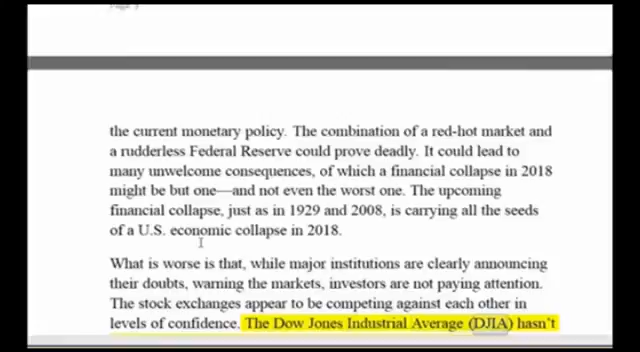 the current monetary policy. The combination of a red-hot market and
a rudderless Federal Reserve could prove deadly. It could lead to
many unwelcome consequences, of which a financial collapse in 2018
might be but one—and not even the worst one. The upcoming
financial collapse, just as in 1929 and 2008, is carrying all the seeds
of a U.S. economic collapse in 2018.
What is worse is that, while major institutions are clearly announcing
their doubts, warning the markets, investors are not paying attention.
The stock exchanges appear to be competing against each other in
levels of confidence. The Dow Jones Industrial Average (DJIA) hasn't